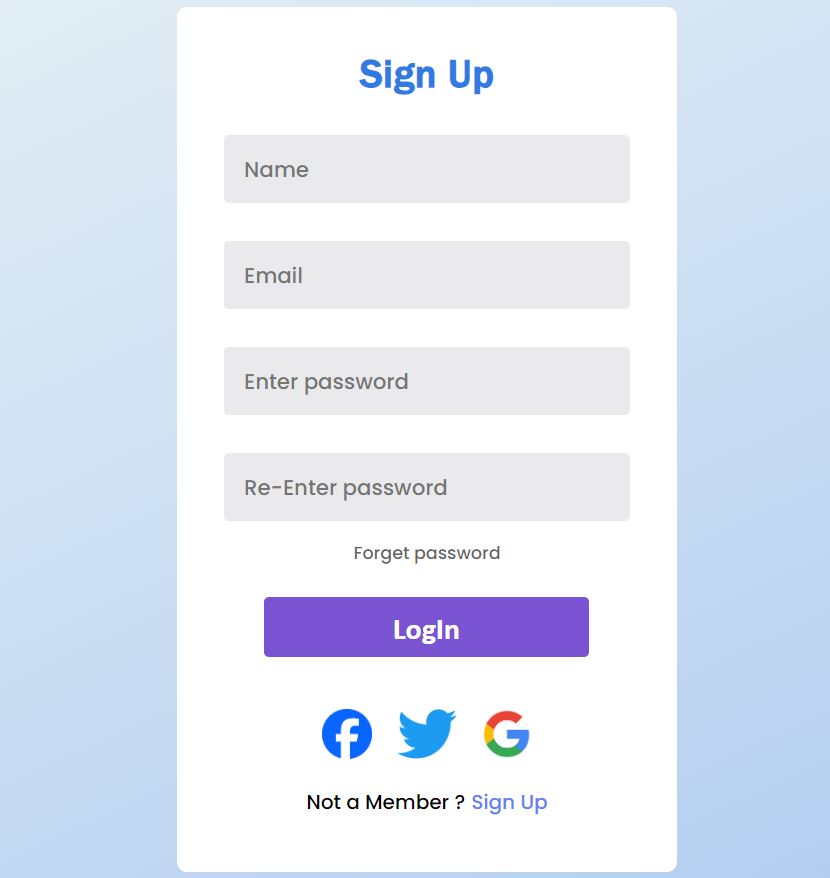 Sign Up
Name
Email
Enter password
Re-Enter password
Forget password
LogIn
Not a Member ? Sign Up